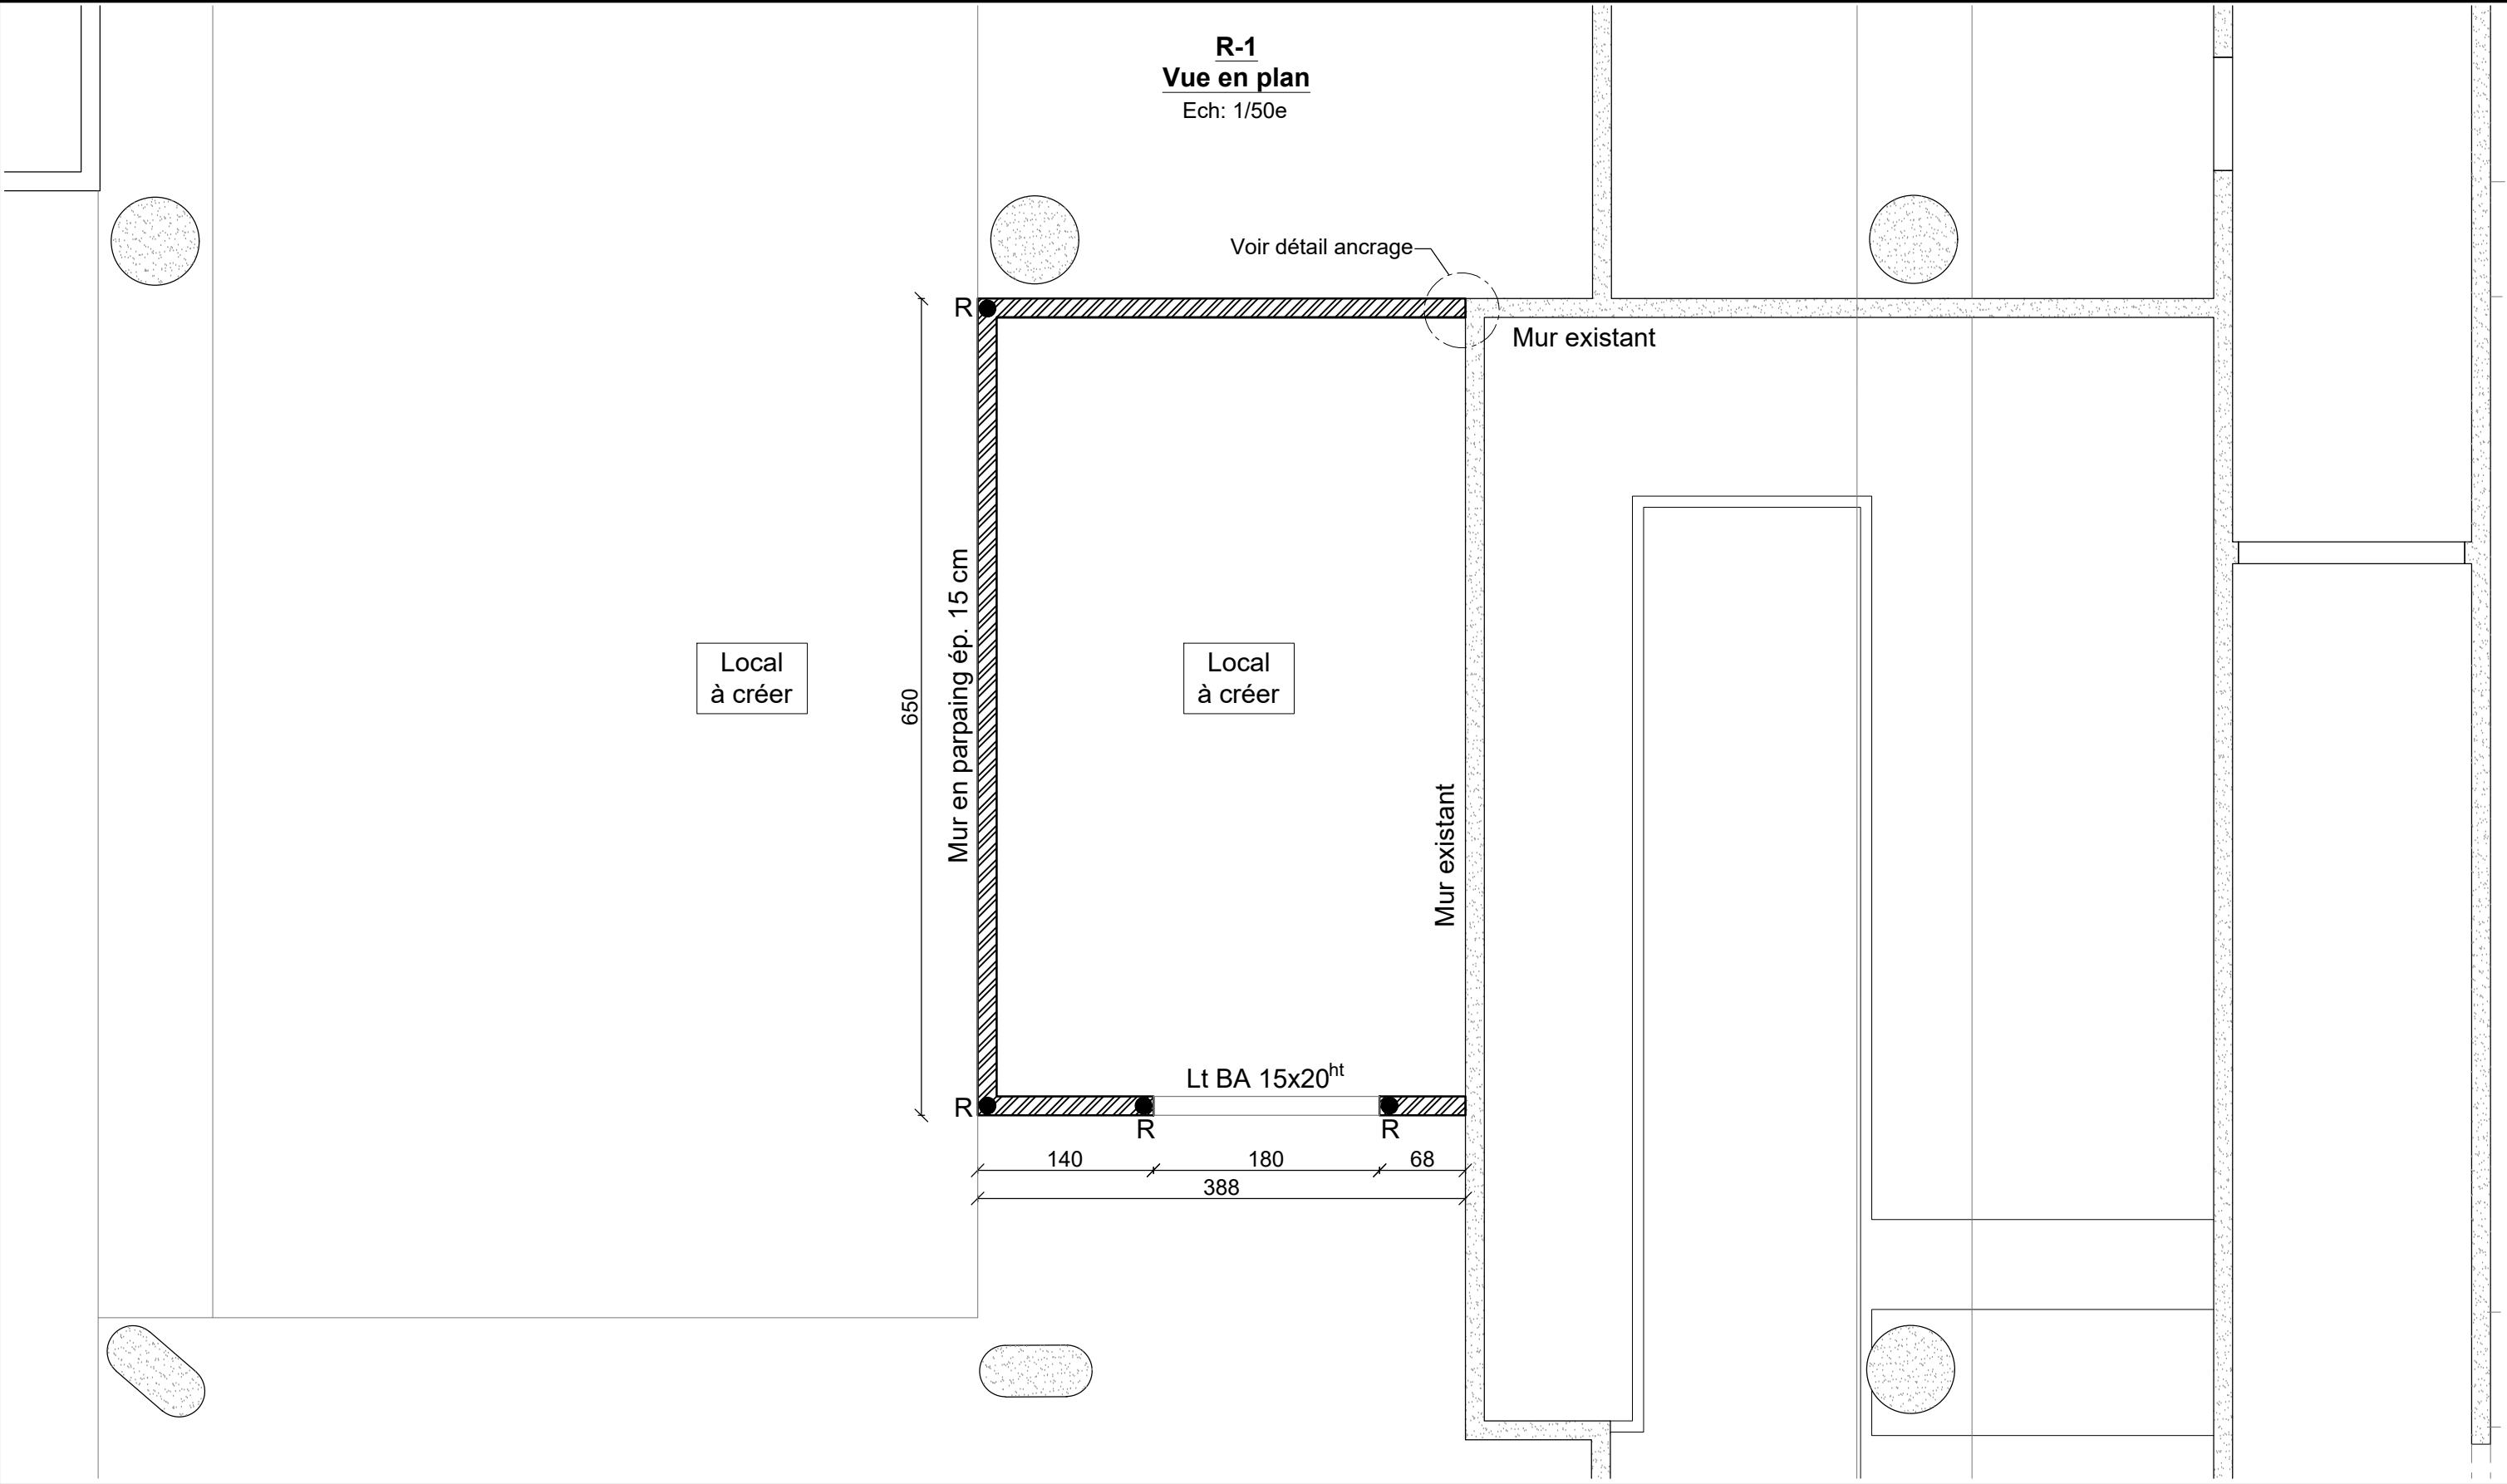 R-1
Vue en plan
Ech: 1/50e
Voir détail ancrage
R
Mur existant
Mur en parpaing ép. 15 cm
650
Local
à créer
Local
à créer
Mur existant
Lt BA 15x20ht
R
R
R
140
180
68
388